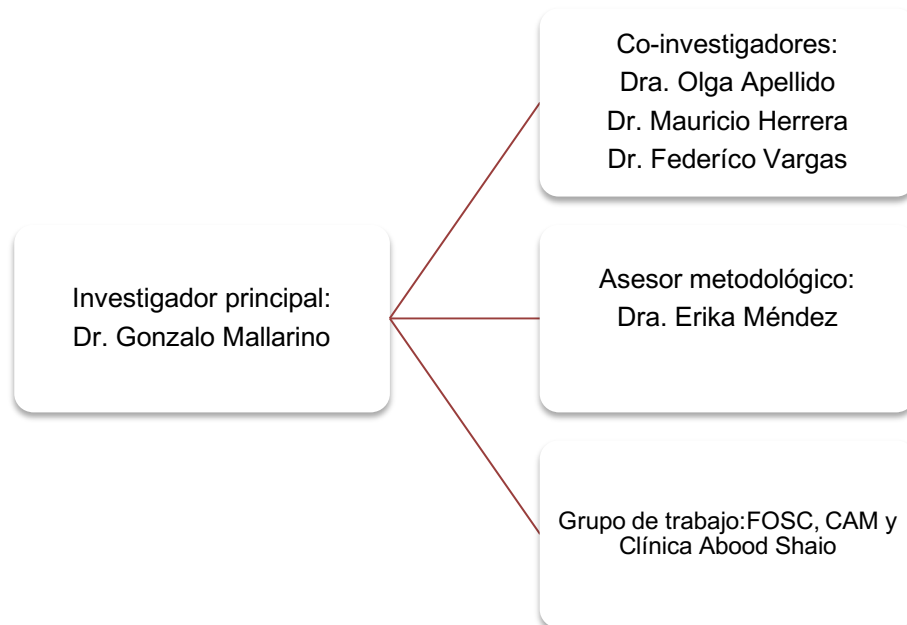 Investigador principal:
Dr. Gonzalo Mallarino
Co-investigadores:
Dra. Olga Apellido
Dr. Mauricio Herrera
Dr. Federíco Vargas
Asesor metodológico:
Dra. Erika Méndez
Grupo de trabajo:FOSC, CAM y
Clínica Abood Shaio